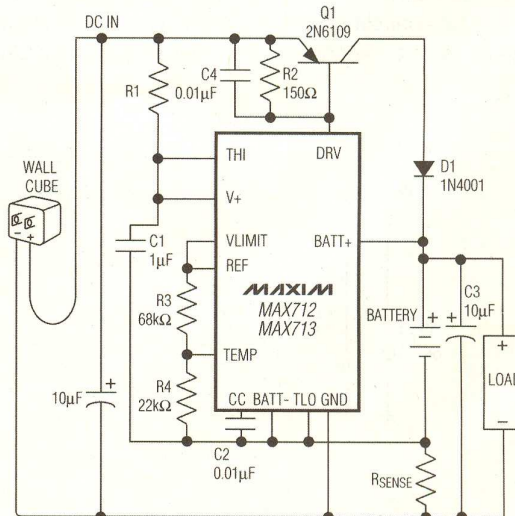 Q1
2N6109
DC IN
R1
C4
0.01µF
R2
150Ω
THI
DRV
WALL
CUBE
V+
D1
1N4001
C1
1µF
VLIMIT
BATT+
REF
MAXIM
MAX712
MAX713
R3
68kΩ
BATTERY
+
+
C3
10µF
TEMP
+
LOAD
−
10µF
+
R4
22kΩ
CC BATT- TLO GND
C2
0.01µF
RSENSE
− +